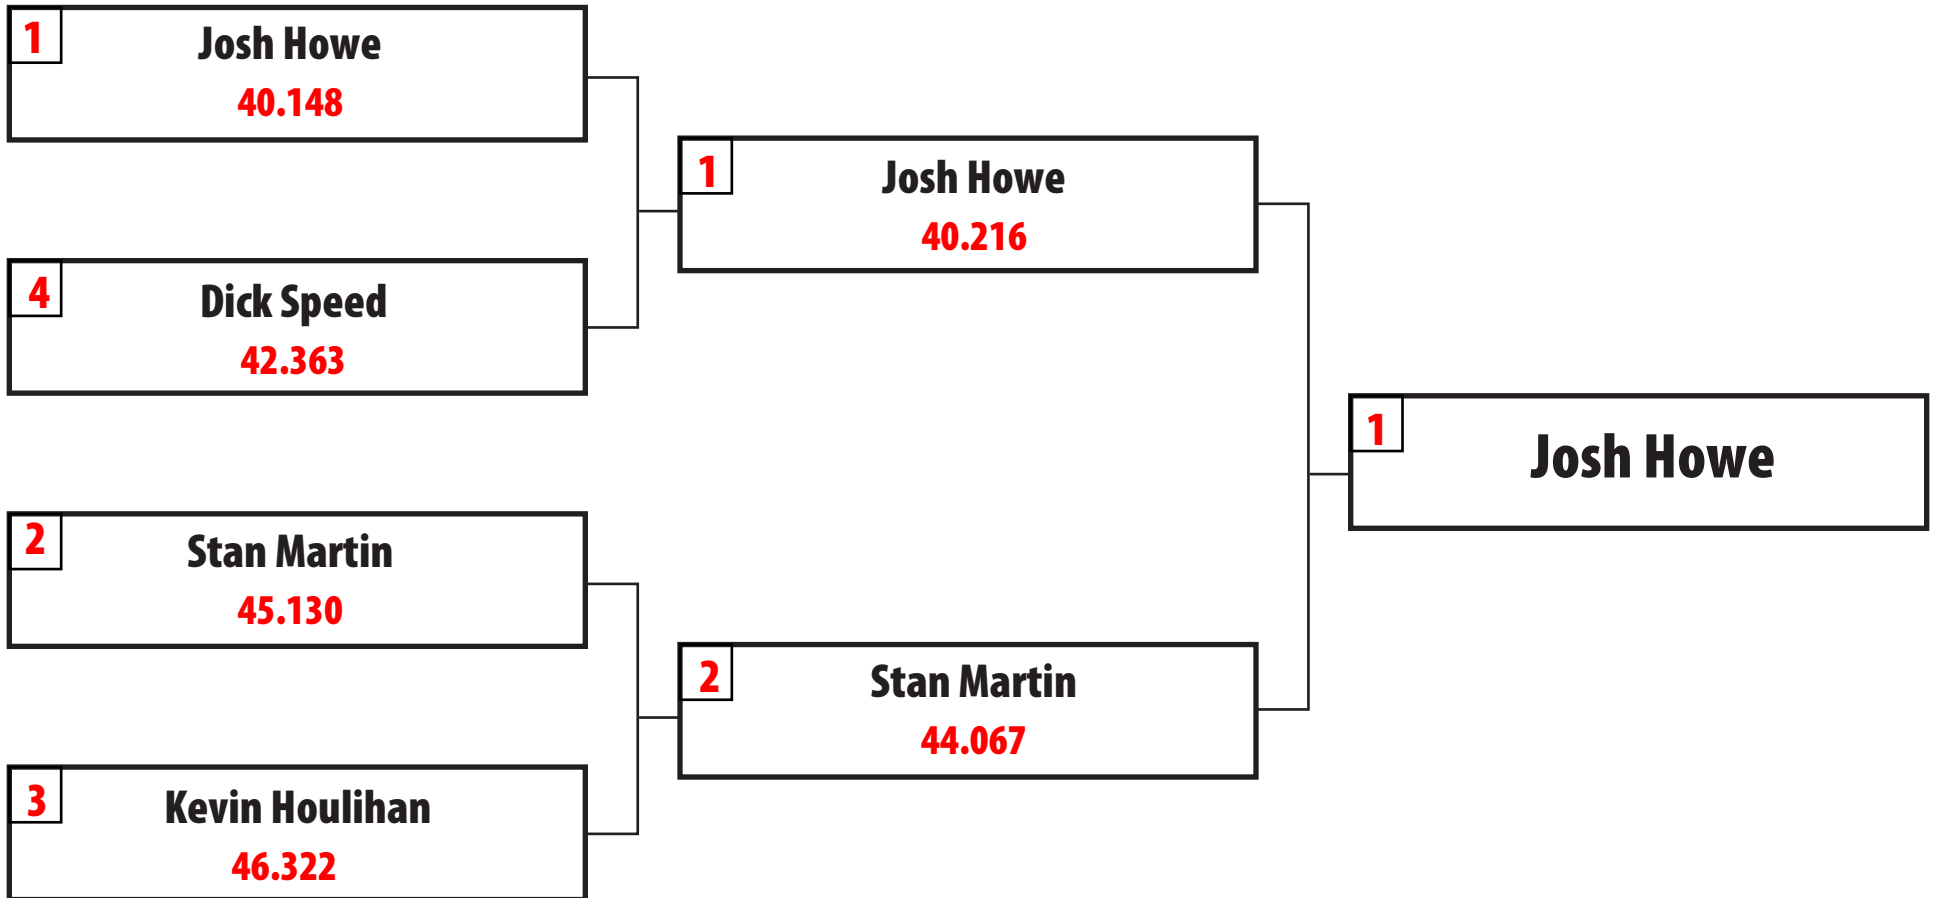 1
Josh Howe
40.148
4
Dick Speed
42.363
2
Stan Martin
45.130
3
Kevin Houlihan
46.322
1
Josh Howe
40.216
2
Stan Martin
44.067
1
Josh Howe